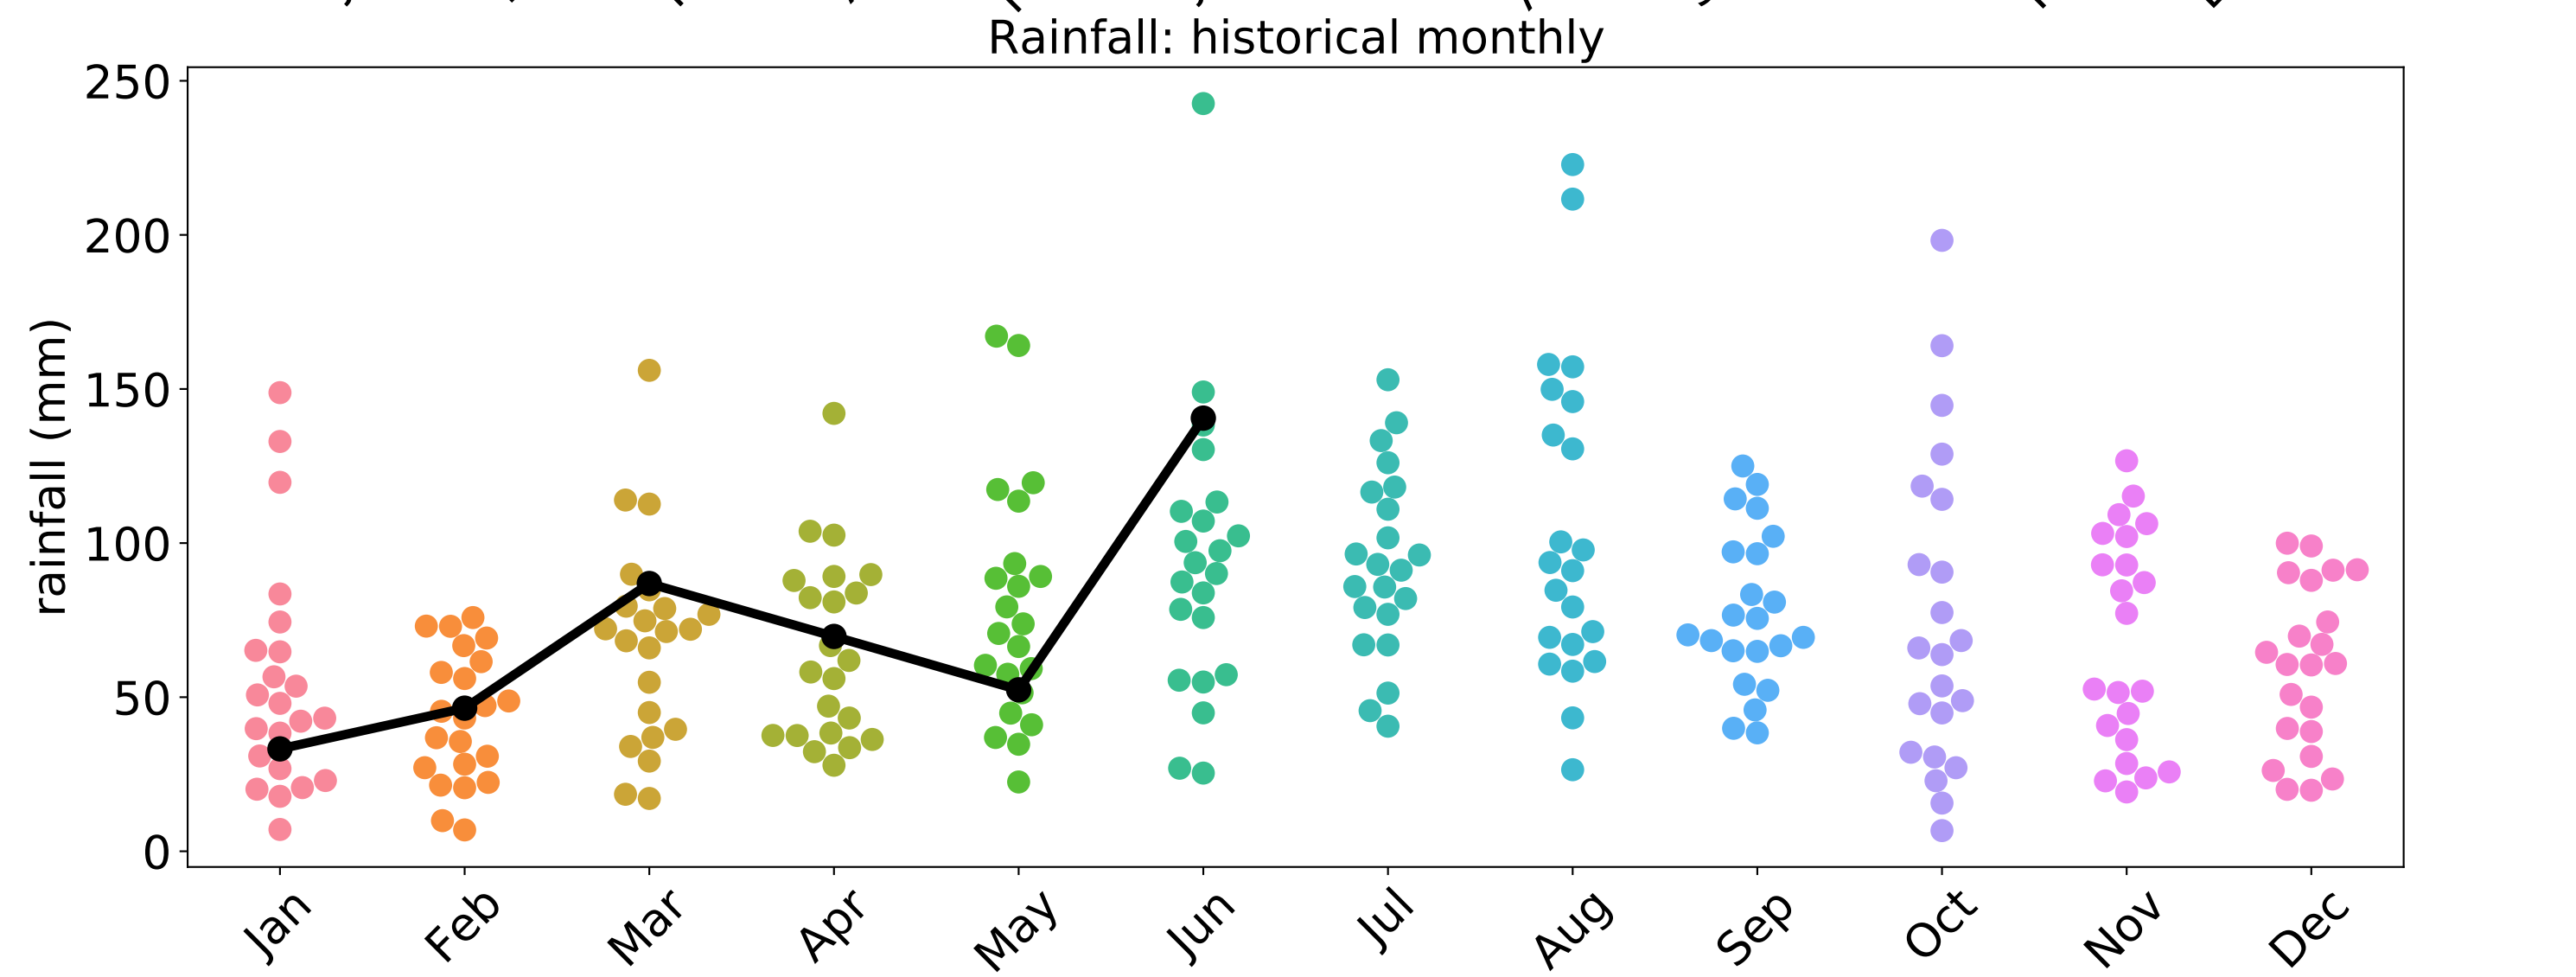 Rainfall: historical monthly
rainfall (mm)
250
200
150
100
50
0
Jan
Feb
Mar
Apr
May
Jun
Jul
Aug
Sep
Oct
Nov
Dec